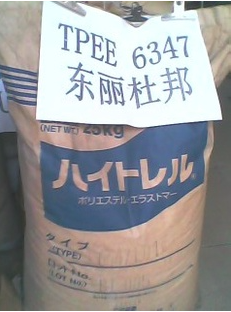 TPEE 6347
东丽杜邦
(NET WT) 25kg
ハイトレル
ポリエステル・エラストマー
タイプ
(TYPE)